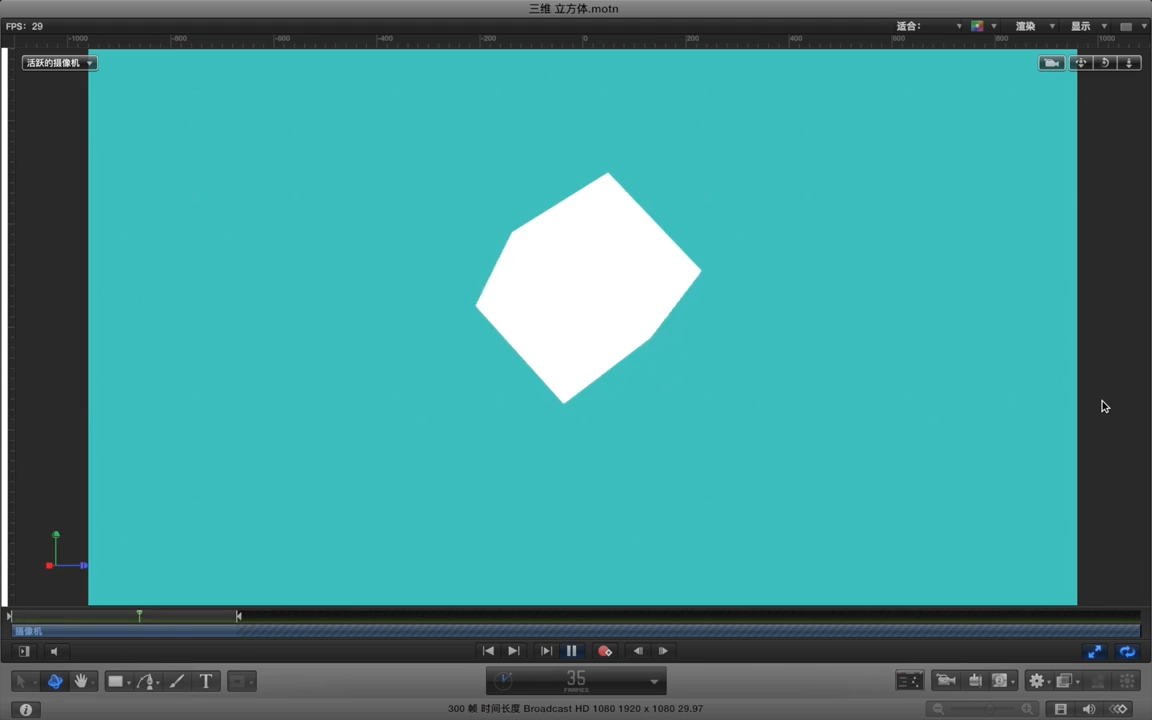 三维 立方体.motn
FPS: 29
适合: 渲染 显示
-1000 -800 -600 -400 -200 0 200 400 600 800 1000
活跃的摄像机
摄像机
T
35
FRAMES
300 帧 时间长度 Broadcast HD 1080 1920 x 1080 29.97